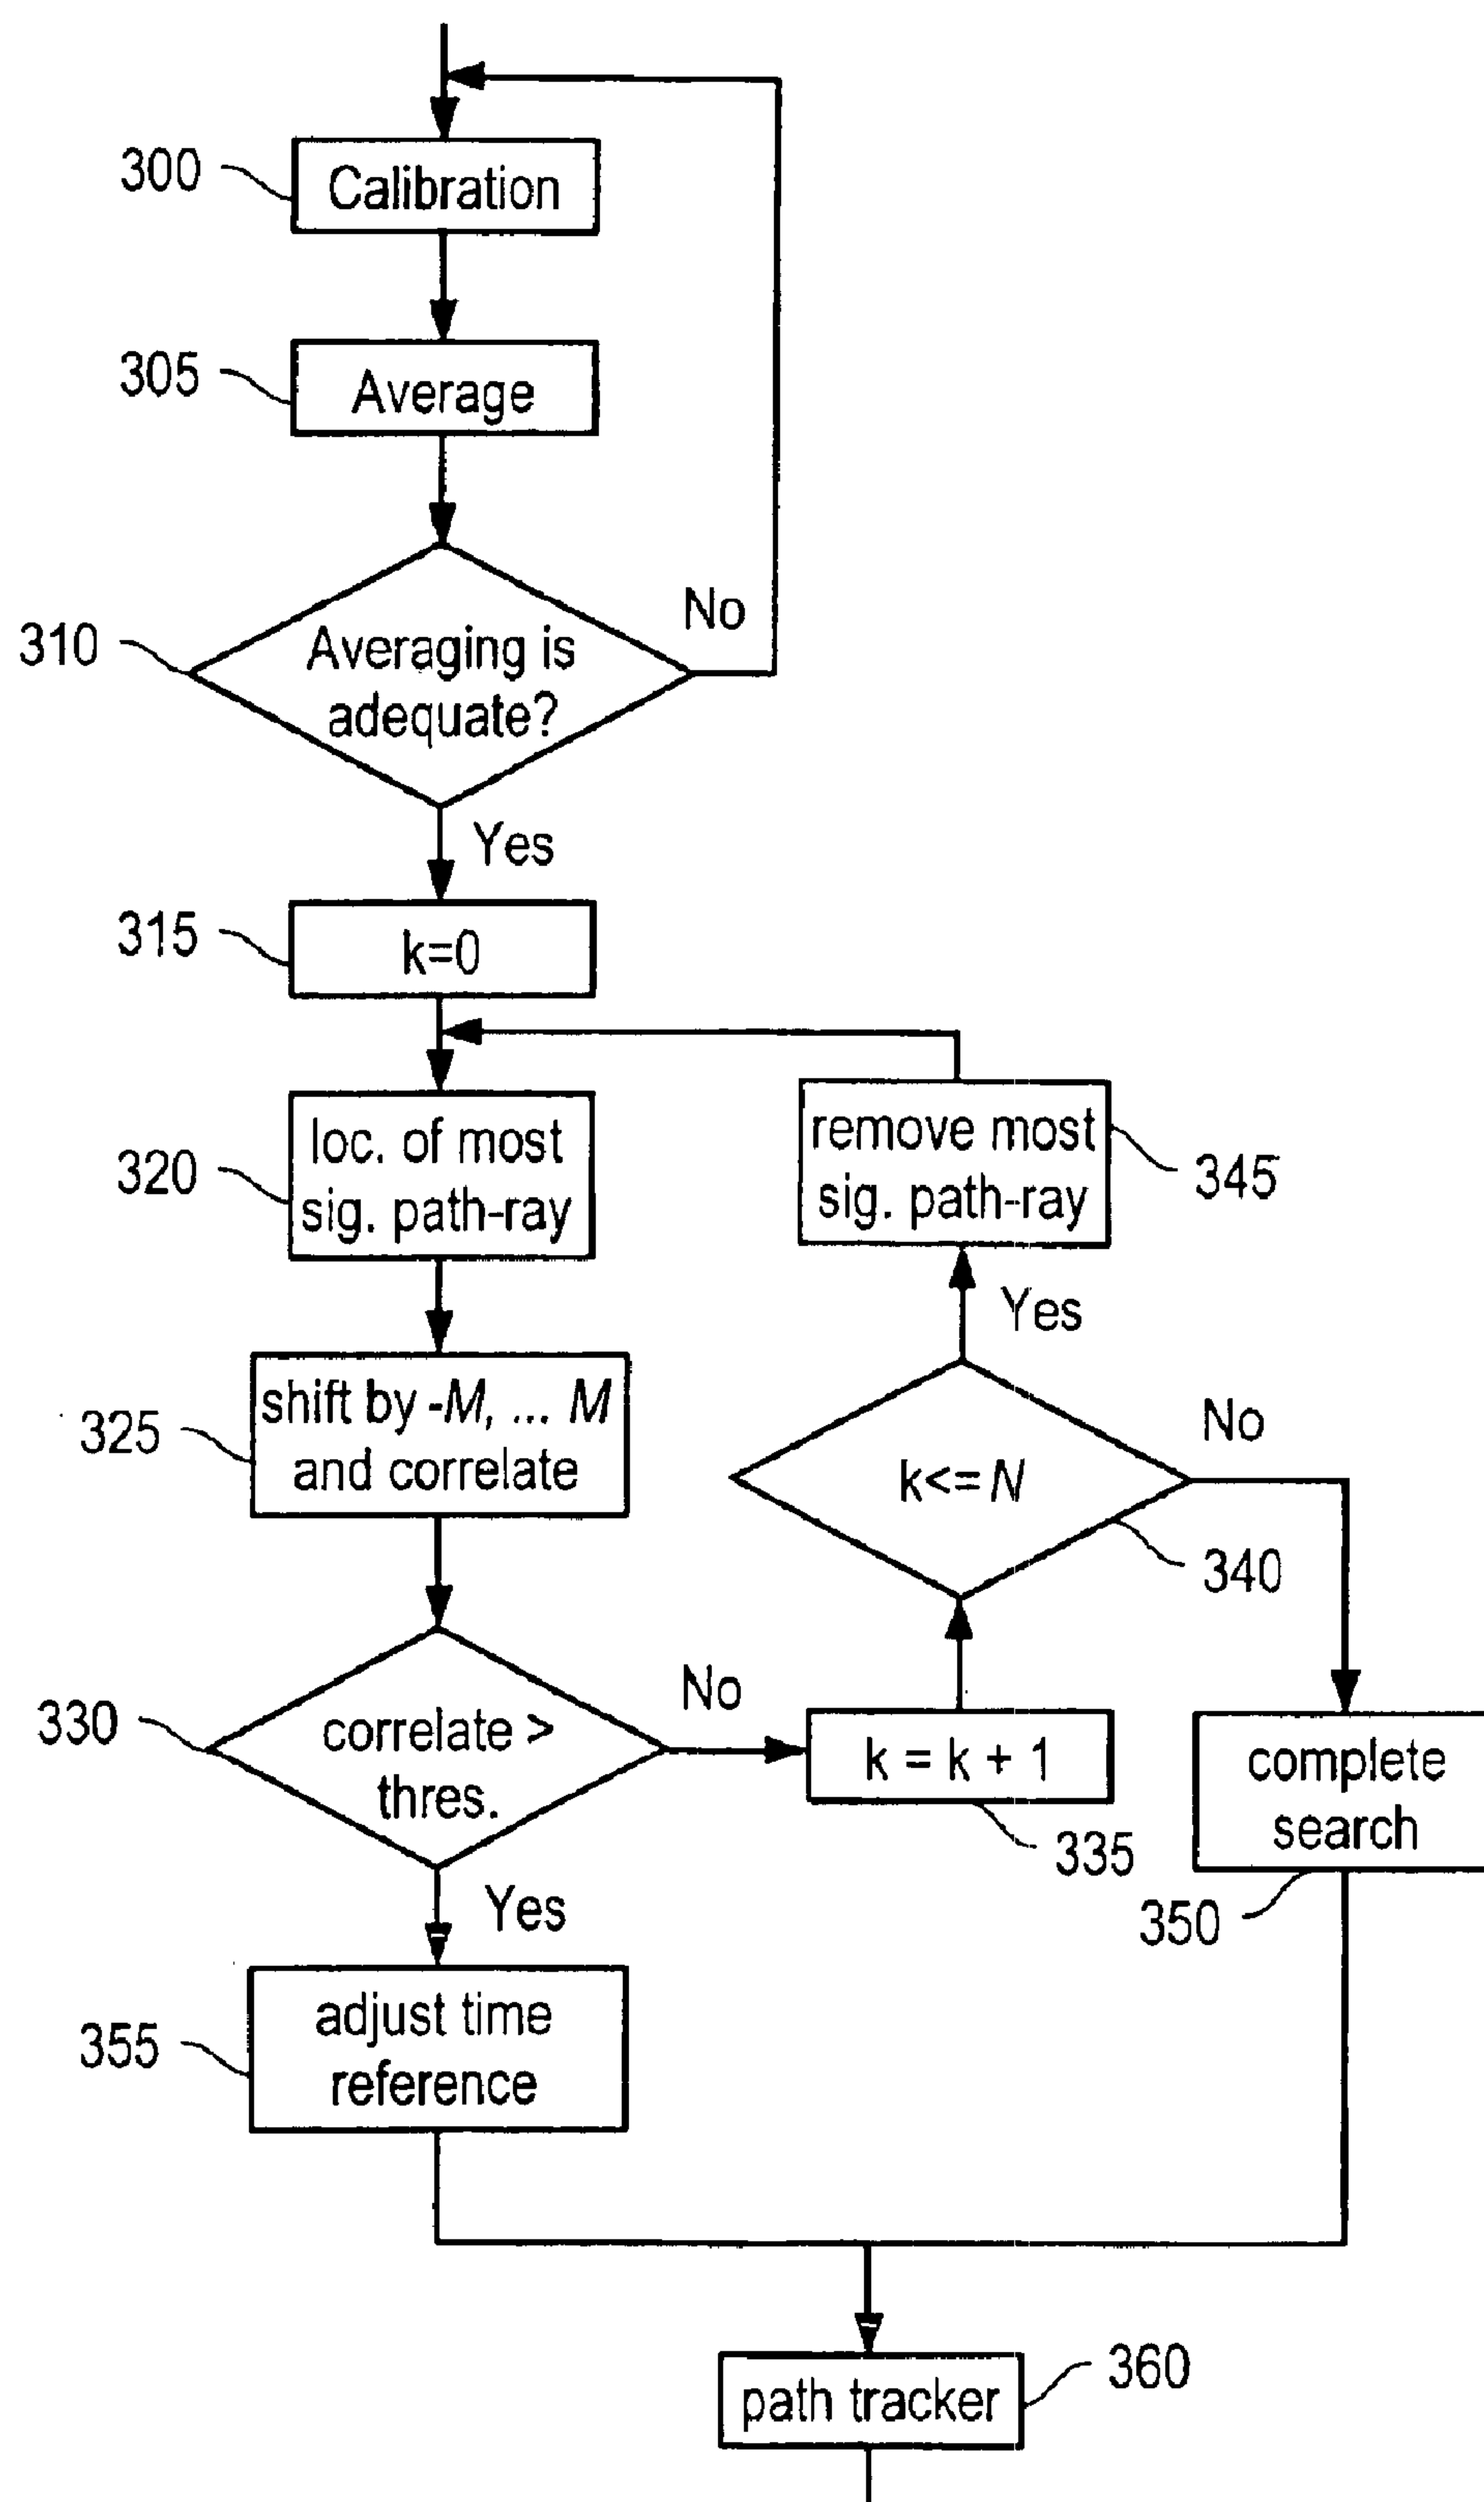 300
Calibration
305
Average
310
Averaging is
adequate?
No
Yes
315
k=0
320
loc. of most
sig. path-ray
remove most
sig. path-ray
345
Yes
325
shift by -M, ... M
and correlate
k<=N
No
340
330
correlate >
thres.
No
k = k + 1
335
complete
search
350
Yes
355
adjust time
reference
path tracker
360